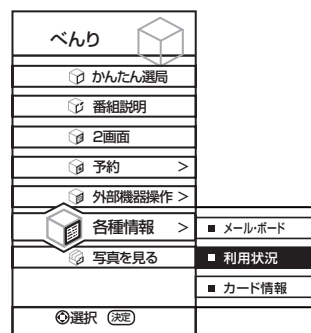 べんり
かんたん選局
番組説明
2画面
予約 >
外部機器操作 >
各種情報 >
写真を見る
メール・ボード
利用状況
カード情報
選択 決定